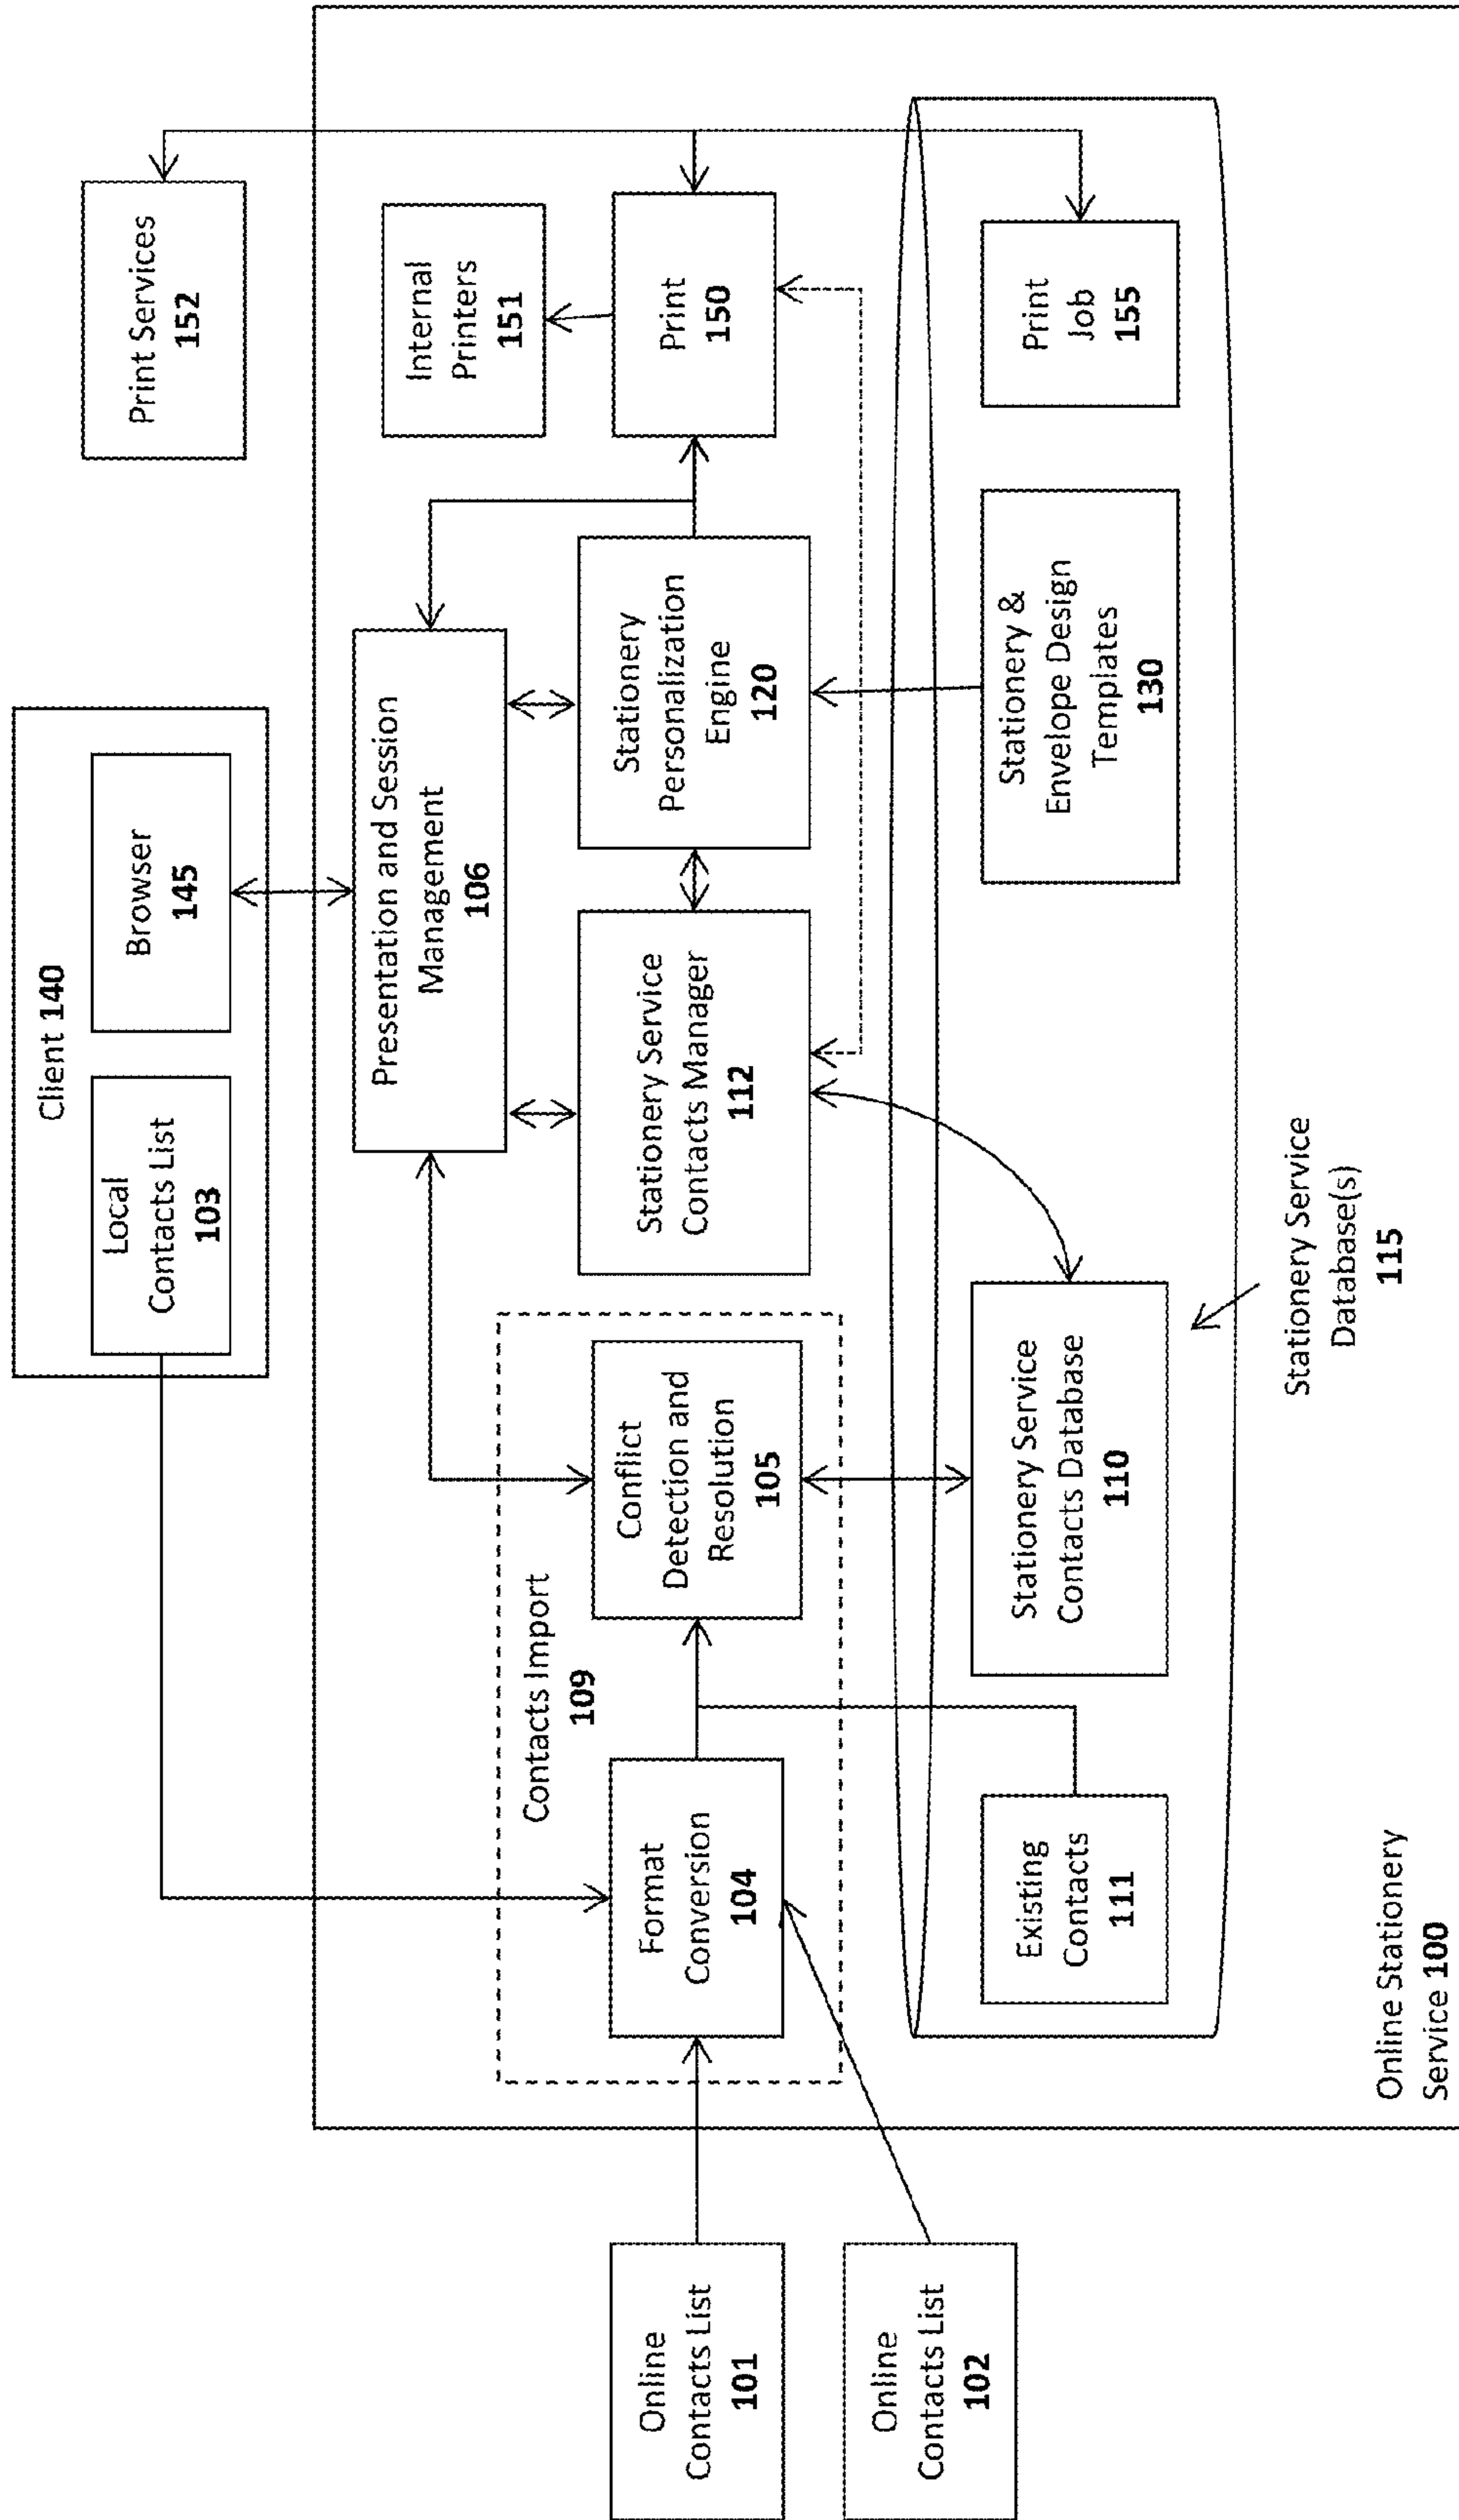 Client 140
Local
Contacts List
103
Browser
145
Print Services
152
Presentation and Session
Management
106
Internal
Printers
151
Contacts Import
109
Online
Contacts List
101
Format
Conversion
104
Conflict
Detection and
Resolution
105
Stationery Service
Contacts Manager
112
Stationery
Personalization
Engine
120
Print
150
Online
Contacts List
102
Existing
Contacts
111
Stationery Service
Contacts Database
110
Stationery &
Envelope Design
Templates
130
Print
Job
155
Stationery Service
Database(s)
115
Online Stationery
Service 100